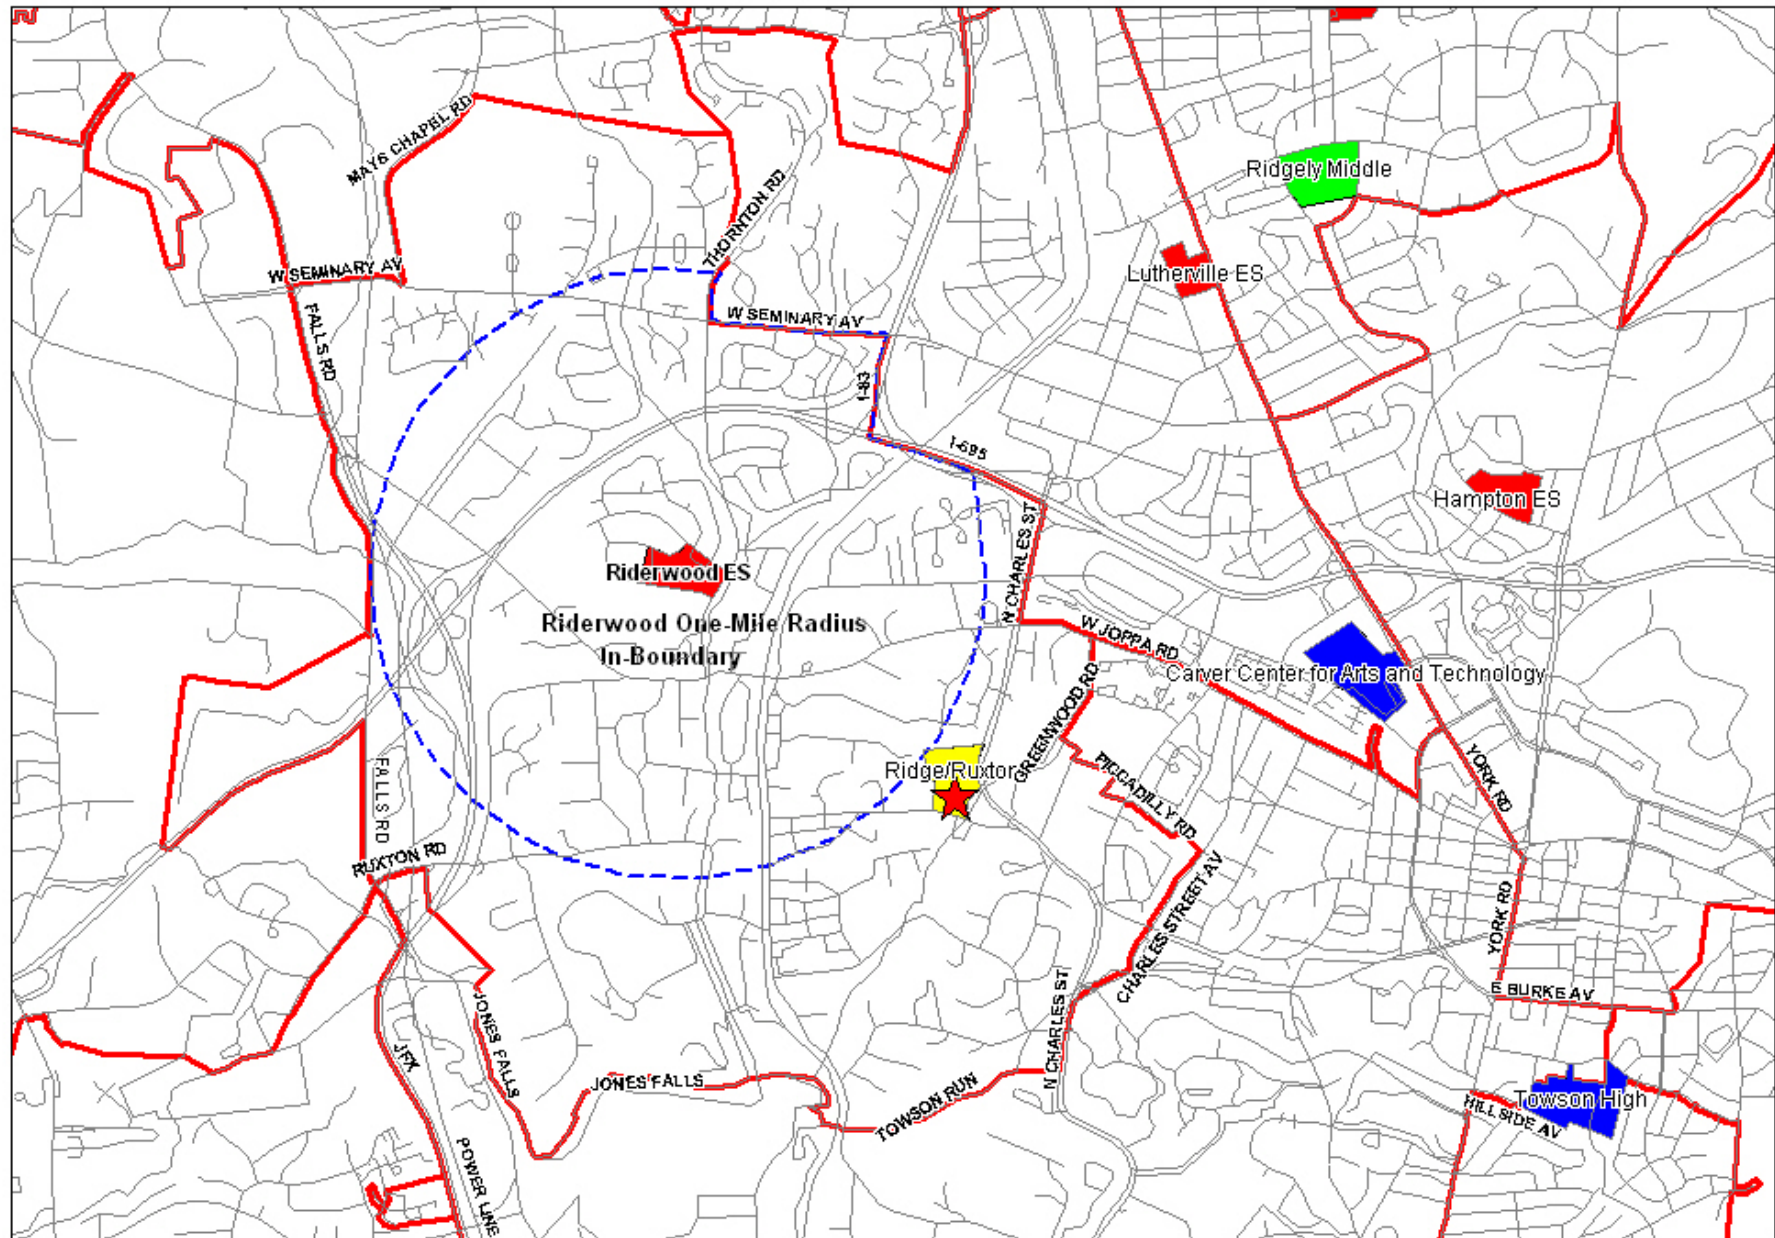 MAYS CHAPEL RD
Ridgely Middle
THORNTON RD
W SEMINARY AV
Lutherville ES
FALLS RD
W SEMINARY AV
I-83
I-695
Hampton ES
N CHARLES ST
Riderwood ES
Riderwood One-Mile Radius
In-Boundary
W JOPPA RD
Carver Center for Arts and Technology
GREENWOOD RD
Ridge/Ruxton
PICCADILLY RD
YORK RD
FALLS RD
RUXTON RD
CHARLES STREET AV
YORK RD
E BURKE AV
JONES FALLS
N CHARLES ST
JFX
JONES FALLS
TOWSON RUN
Towson High
HILLSIDE AV
POWER LINE